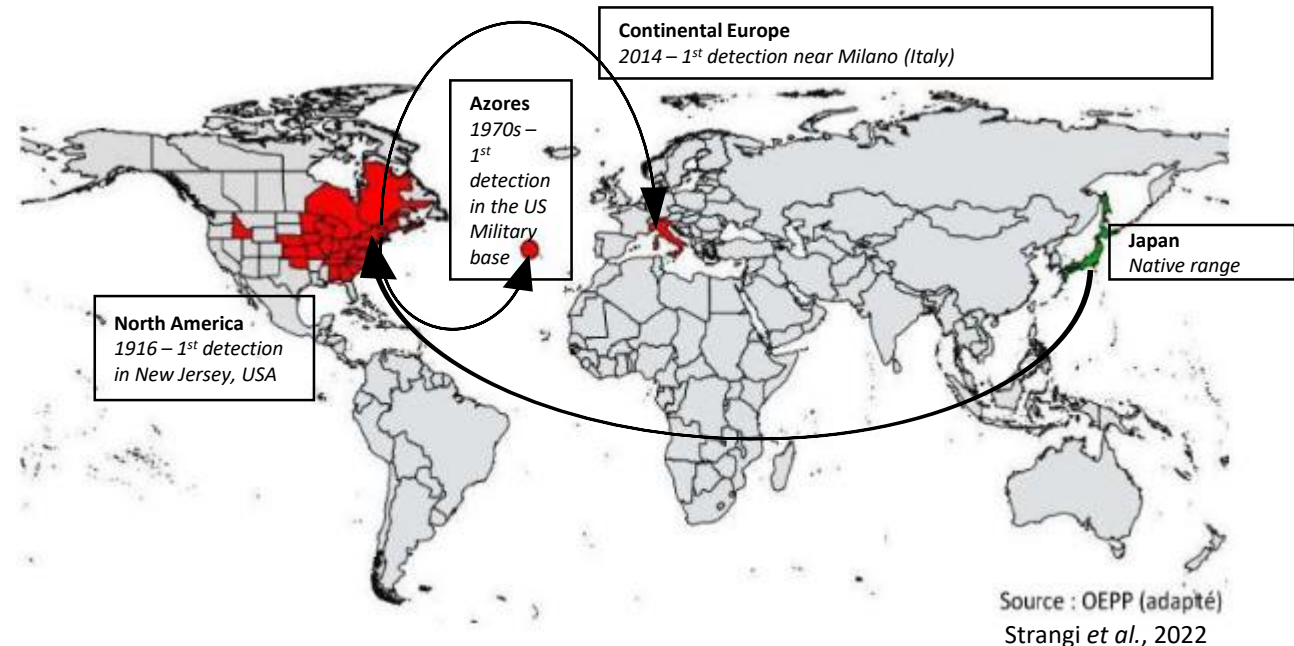 Continental Europe
2014 – 1st detection near Milano (Italy)
Azores
1970s –
1st
detection
in the US
Military
base
Japan
Native range
North America
1916 – 1st detection
in New Jersey, USA
Source : OEPP (adapté)
Strangi et al., 2022